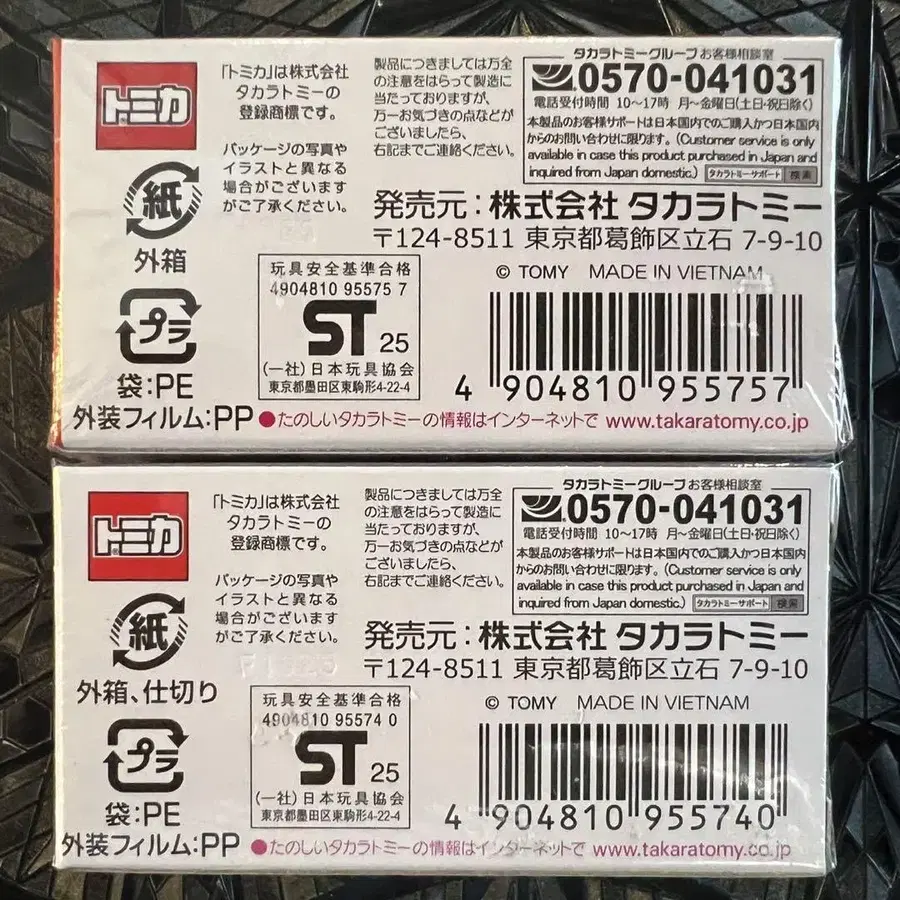 トミカ
「トミカ」は株式会社
タカラトミーの
登録商標です。
パッケージの写真や
イラストと異なる
場合がございます
がご了承ください。
製品につきましては万全
の注意をはらって製造に
当たっておりますが、
万一お気づきの点などが
ございましたら、
右記までご連絡ください。
タカラトミーグループ お客様相談室
0570-041031
電話受付時間 10〜17時 月〜金曜日(土日・祝日除く)
本製品のお客様サポートは日本国内でのご購入かつ日本国内
からのお問い合わせに限ります。(Customer service is only
available in case this product purchased in Japan and
inquired from Japan domestic.) タカラトミーサポート 検索
発売元：株式会社 タカラトミー
〒124-8511 東京都葛飾区立石 7-9-10
紙
外箱
プラ
袋：PE
外装フィルム：PP
玩具安全基準合格
4904810 95575 7
ST 25
(一社)日本玩具協会
東京都墨田区東駒形4-22-4
© TOMY MADE IN VIETNAM
4 904810 955757
●たのしいタカラトミーの情報はインターネットで www.takaratomy.co.jp
トミカ
「トミカ」は株式会社
タカラトミーの
登録商標です。
パッケージの写真や
イラストと異なる
場合がございます
がご了承ください。
製品につきましては万全
の注意をはらって製造に
当たっておりますが、
万一お気づきの点などが
ございましたら、
右記までご連絡ください。
タカラトミーグループ お客様相談室
0570-041031
電話受付時間 10〜17時 月〜金曜日(土日・祝日除く)
本製品のお客様サポートは日本国内でのご購入かつ日本国内
からのお問い合わせに限ります。(Customer service is only
available in case this product purchased in Japan and
inquired from Japan domestic.) タカラトミーサポート 検索
発売元：株式会社 タカラトミー
〒124-8511 東京都葛飾区立石 7-9-10
紙
外箱、仕切り
プラ
袋：PE
外装フィルム：PP
玩具安全基準合格
4904810 95574 0
ST 25
(一社)日本玩具協会
東京都墨田区東駒形4-22-4
© TOMY MADE IN VIETNAM
4 904810 955740
●たのしいタカラトミーの情報はインターネットで www.takaratomy.co.jp